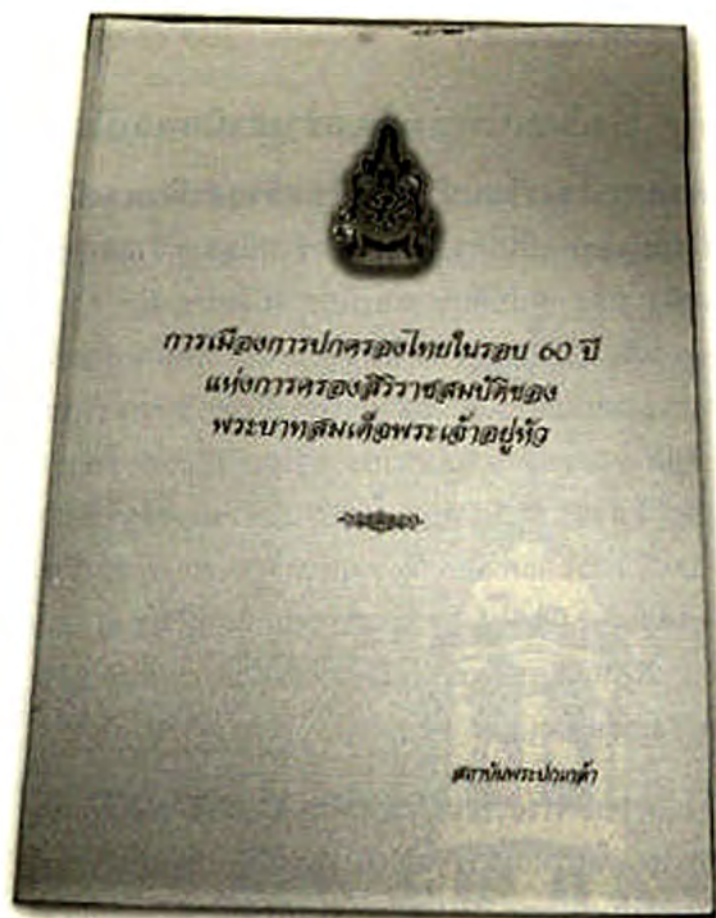 การเมืองการปกครองไทยในรอบ 60 ปี
แห่งการครองสิริราชสมบัติของ
พระบาทสมเด็จพระเจ้าอยู่หัว
สถาบันพระปกเกล้า